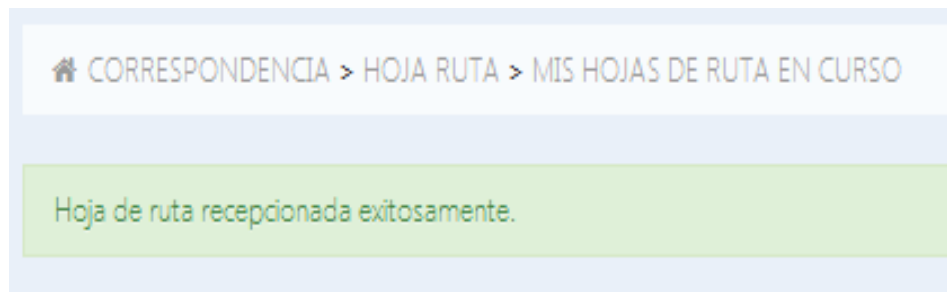 CORRESPONDENCIA > HOJA RUTA > MIS HOJAS DE RUTA EN CURSO
Hoja de ruta recepcionada exitosamente.